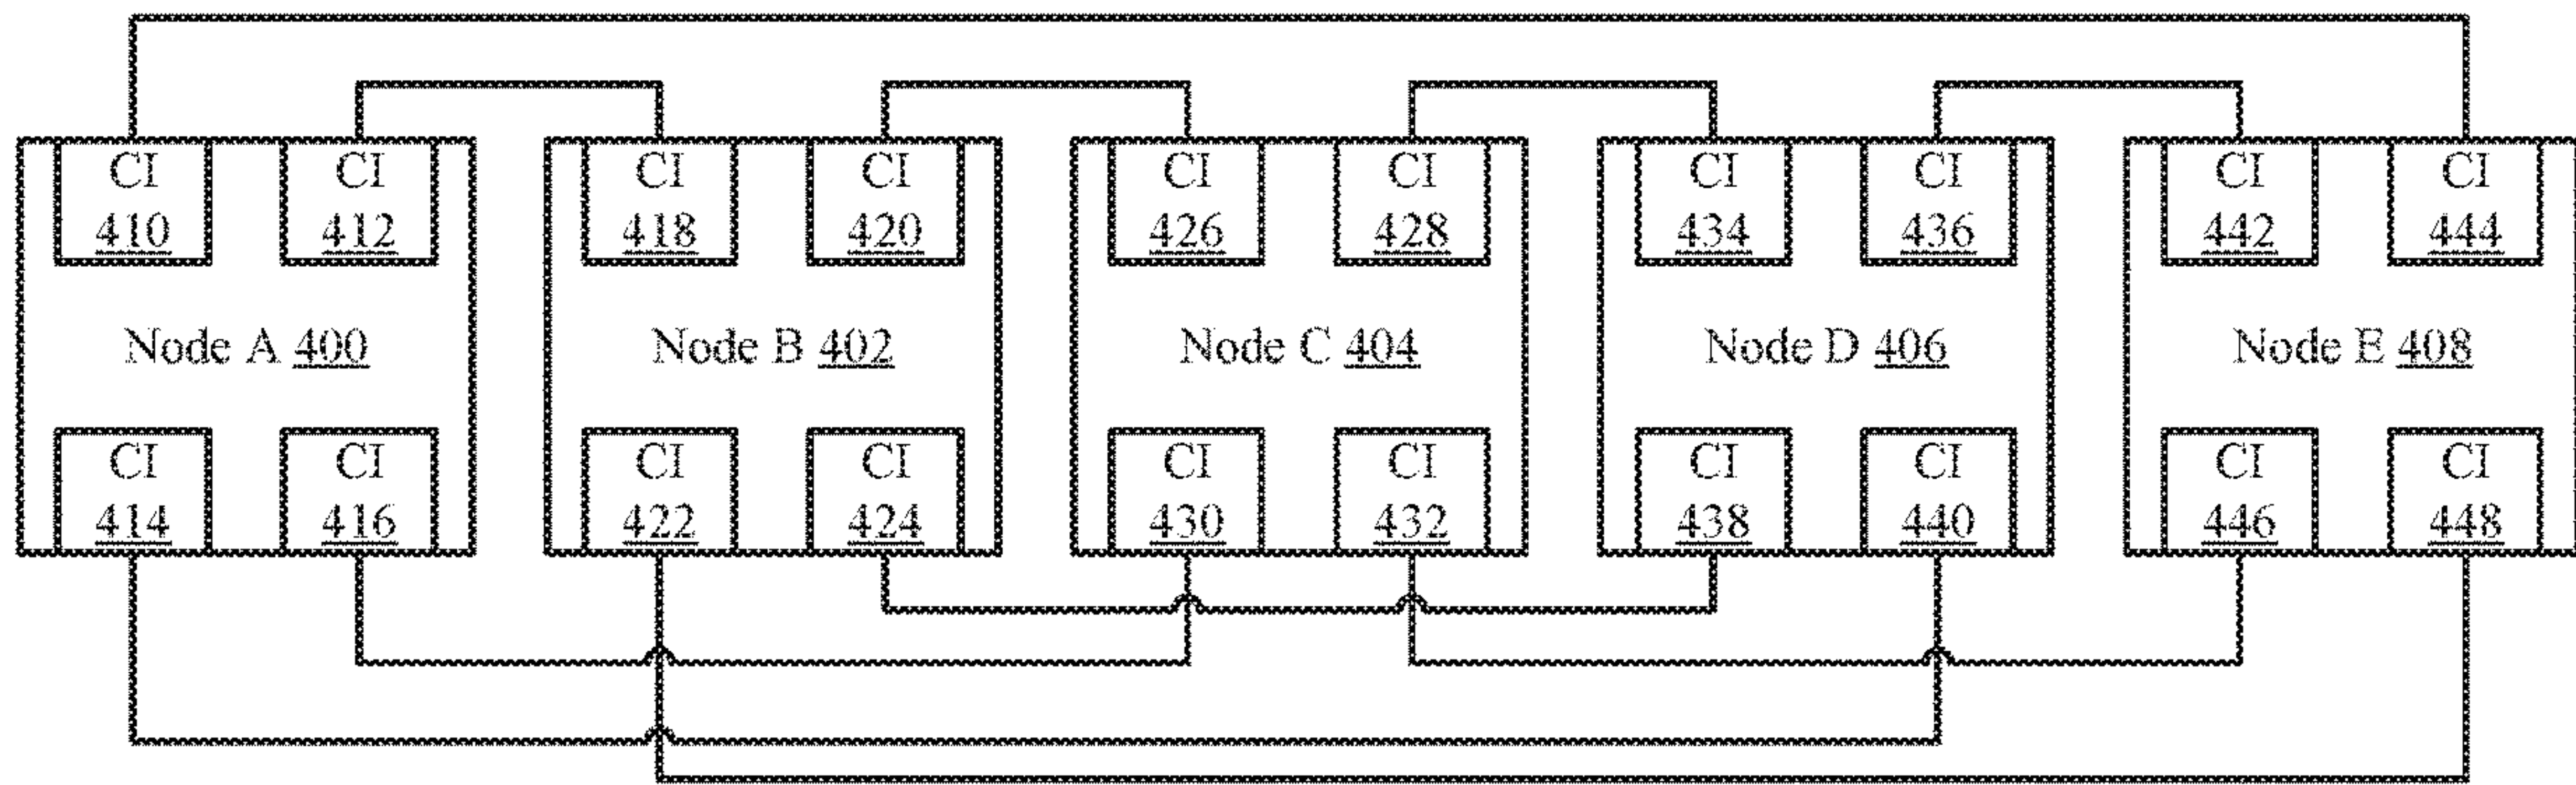 CI CI CI CI CI CI CI CI CI CI
410 412 418 420 426 428 434 436 442 444
Node A 400 Node B 402 Node C 404 Node D 406 Node E 408
CI CI CI CI CI CI CI CI CI CI
414 416 422 424 430 432 438 440 446 448